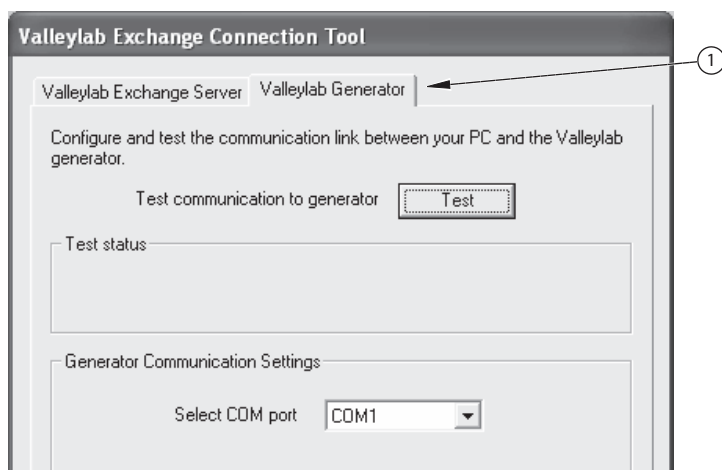 Valleylab Exchange Connection Tool
1
Valleylab Exchange Server Valleylab Generator
Configure and test the communication link between your PC and the Valleylab
generator.
Test communication to generator Test
Test status
Generator Communication Settings
Select COM port COM1